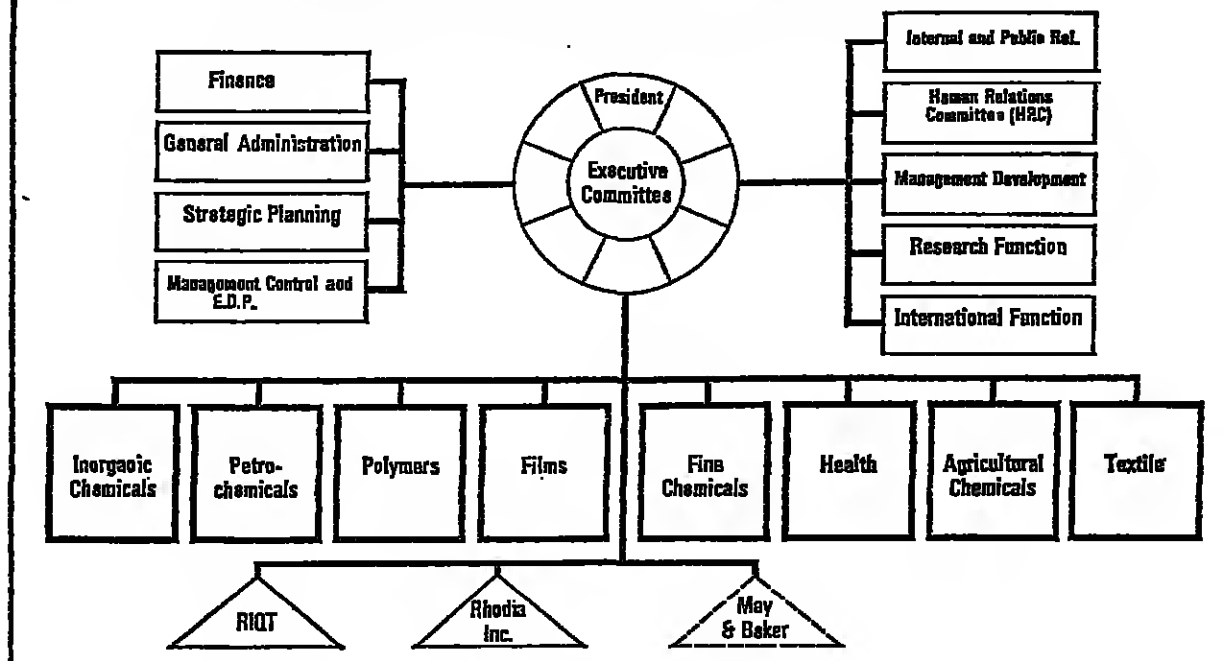 Finance
General Administration
Strategic Planning
Management Control and
E.D.P.
President
Executive
Committee
Internal and Public Rel.
Human Relations
Committee (HRC)
Management Development
Research Function
International Function
Inorganic
Chemicals
Petro-
chemicals
Polymers
Films
Fine
Chemicals
Health
Agricultural
Chemicals
Textile
RIQT
Rhodia
Inc.
May
& Baker